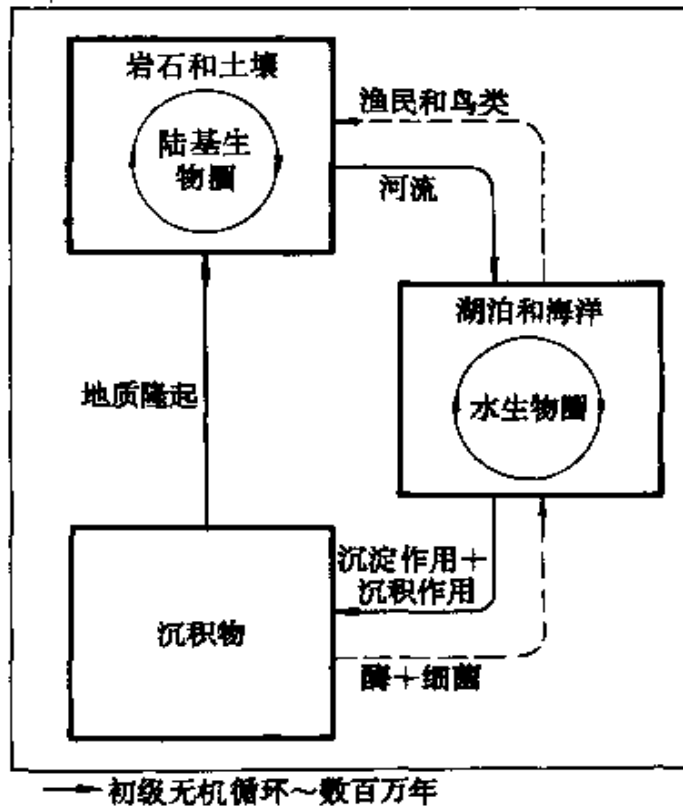 岩石和土壤
陆基生
物圈
渔民和鸟类
河流
湖泊和海洋
水生物圈
地质隆起
沉淀作用＋
沉积作用
沉积物
酶＋细菌
初级无机循环～数百万年